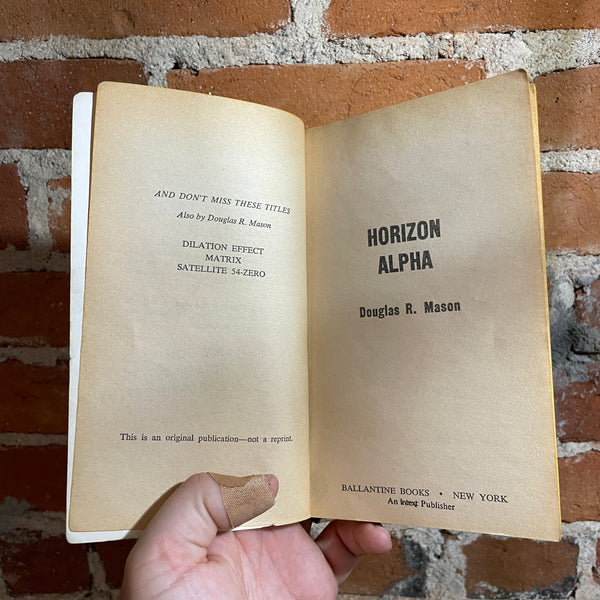 AND DON'T MISS THESE TITLES
Also by Douglas R. Mason
DILATION EFFECT
MATRIX
SATELLITE 54-ZERO
This is an original publication—not a reprint.
HORIZON
ALPHA
Douglas R. Mason
BALLANTINE BOOKS • NEW YORK
An Intext Publisher